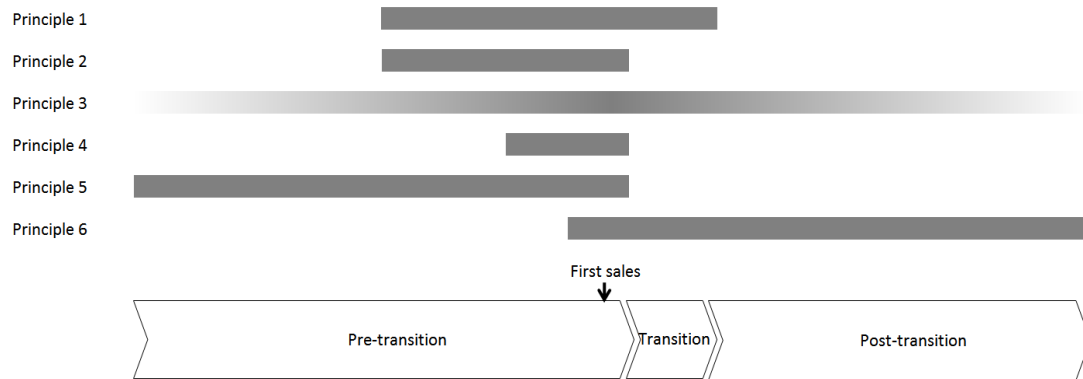 Principle 1
Principle 2
Principle 3
Principle 4
Principle 5
Principle 6
First sales
Pre-transition
Transition
Post-transition